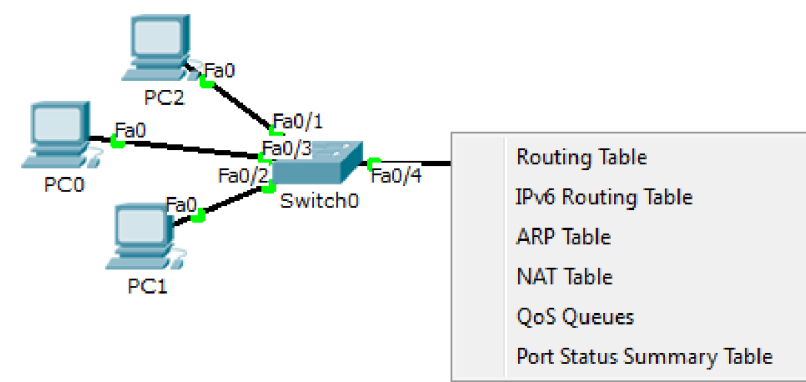 Fa0
PC2
Fa0/1
Fa0
Fa0/3
PC0
Fa0/2
Fa0/4
Switch0
Fa0
PC1
Routing Table
IPv6 Routing Table
ARP Table
NAT Table
QoS Queues
Port Status Summary Table